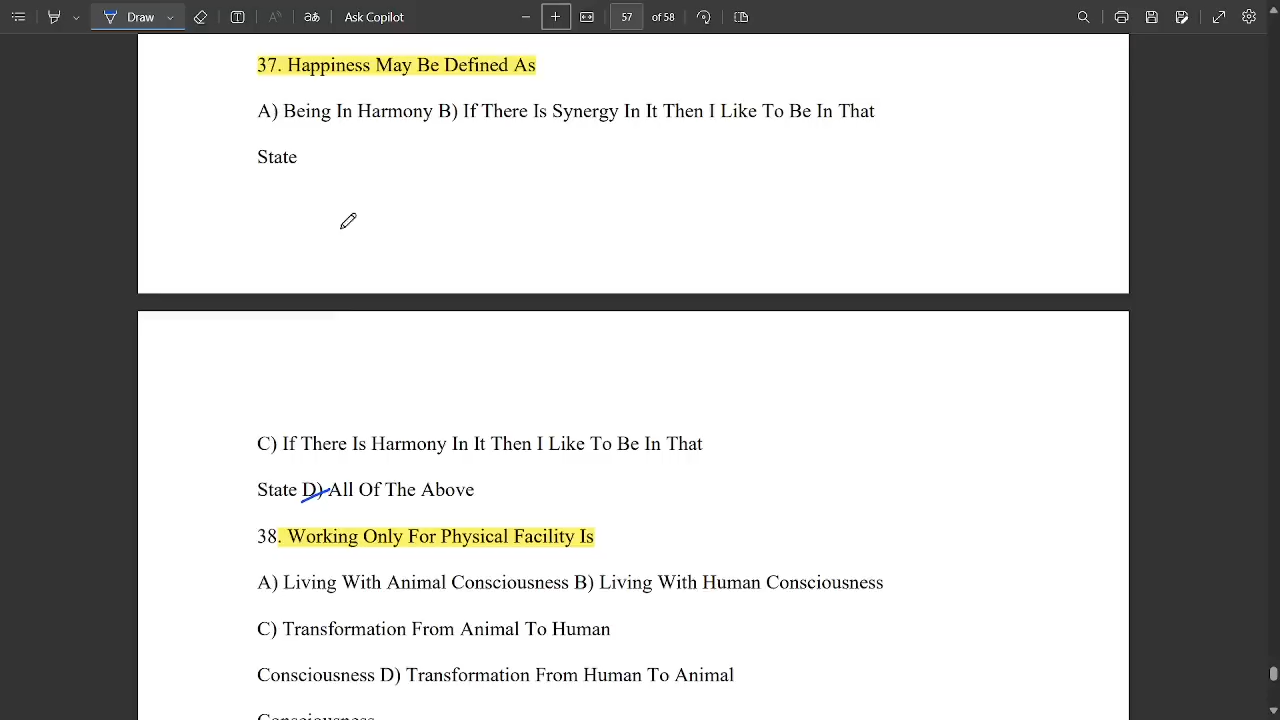 Draw
Ask Copilot
57 of 58
37. Happiness May Be Defined As
A) Being In Harmony B) If There Is Synergy In It Then I Like To Be In That
State
C) If There Is Harmony In It Then I Like To Be In That
State D) All Of The Above
38. Working Only For Physical Facility Is
A) Living With Animal Consciousness B) Living With Human Consciousness
C) Transformation From Animal To Human
Consciousness D) Transformation From Human To Animal
Consciousness